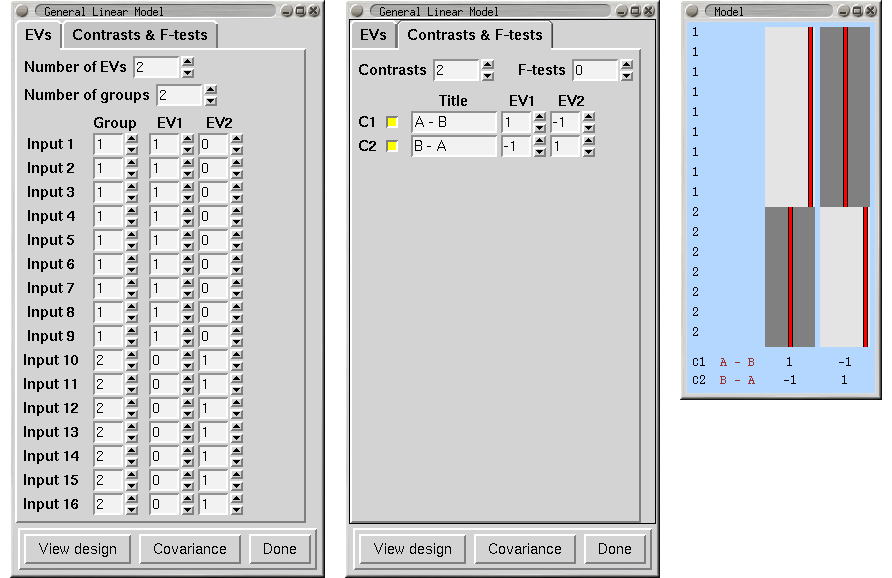 General Linear Model
EVs Contrasts & F-tests
Number of EVs 2
Number of groups 2
Group EV1 EV2
Input 1 1 1 0
Input 2 1 1 0
Input 3 1 1 0
Input 4 1 1 0
Input 5 1 1 0
Input 6 1 1 0
Input 7 1 1 0
Input 8 1 1 0
Input 9 1 1 0
Input 10 2 0 1
Input 11 2 0 1
Input 12 2 0 1
Input 13 2 0 1
Input 14 2 0 1
Input 15 2 0 1
Input 16 2 0 1
View design Covariance Done
General Linear Model
EVs Contrasts & F-tests
Contrasts 2 F-tests 0
Title EV1 EV2
C1 A - B 1 -1
C2 B - A -1 1
View design Covariance Done
Model
1
1
1
1
1
1
1
1
1
2
2
2
2
2
2
2
C1 A - B 1 -1
C2 B - A -1 1